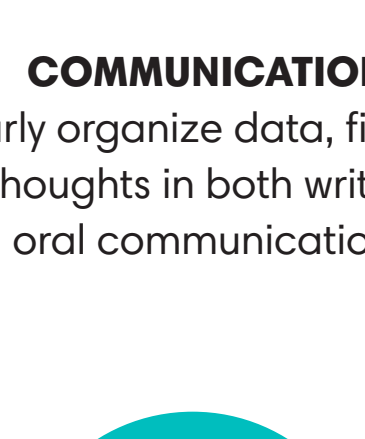 COMMUNICATIO
rly organize data, fi
houghts in both writ
oral communicatio